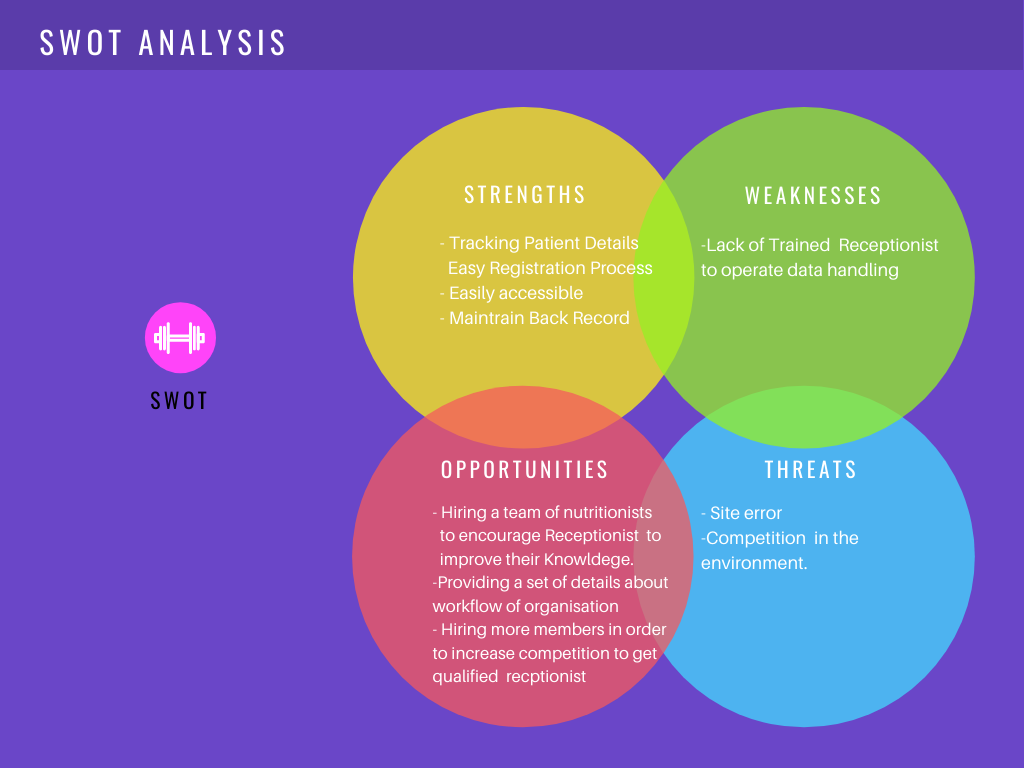 SWOT ANALYSIS
STRENGTHS
- Tracking Patient Details
Easy Registration Process
- Easily accessible
- Maintrain Back Record
WEAKNESSES
-Lack of Trained  Receptionist
to operate data handling
SWOT
OPPORTUNITIES
- Hiring a team of nutritionists
to encourage Receptionist  to
improve their Knowldege.
-Providing a set of details about
workflow of organisation
- Hiring more members in order
to increase competition to get
qualified  recptionist
THREATS
- Site error
-Competition  in the
environment.